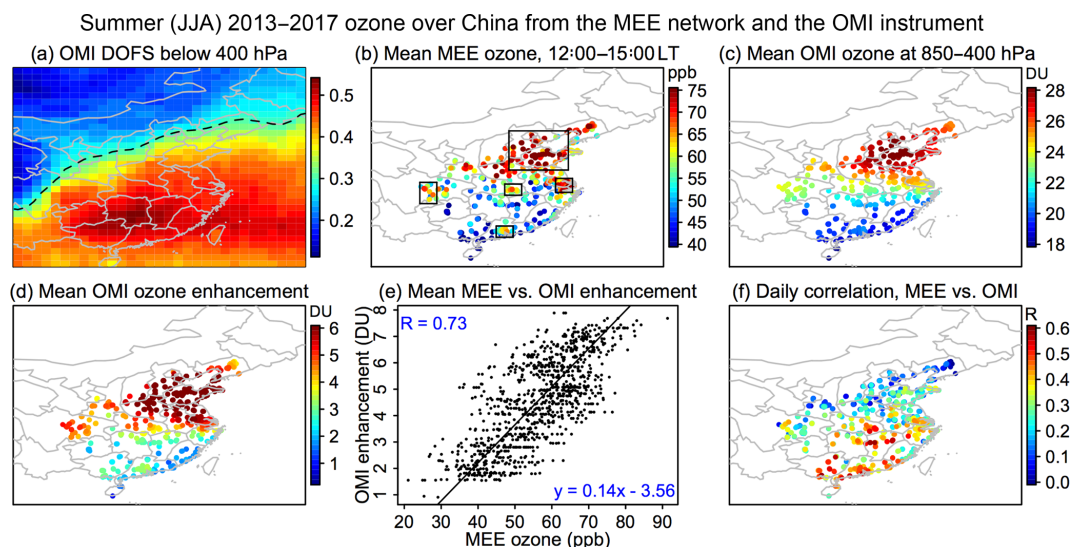 Summer (JJA) 2013–2017 ozone over China from the MEE network and the OMI instrument
(a) OMI DOFS below 400 hPa
0.5
0.4
0.3
0.2
(b) Mean MEE ozone, 12:00–15:00 LT
ppb
75
70
65
60
55
50
45
40
(c) Mean OMI ozone at 850–400 hPa
DU
28
26
24
22
20
18
(d) Mean OMI ozone enhancement
DU
6
5
4
3
2
1
(e) Mean MEE vs. OMI enhancement
R = 0.73
y = 0.14x - 3.56
OMI enhancement (DU)
8
7
6
5
4
3
2
1
20 30 40 50 60 70 80 90
MEE ozone (ppb)
(f) Daily correlation, MEE vs. OMI
R
0.6
0.5
0.4
0.3
0.2
0.1
0.0